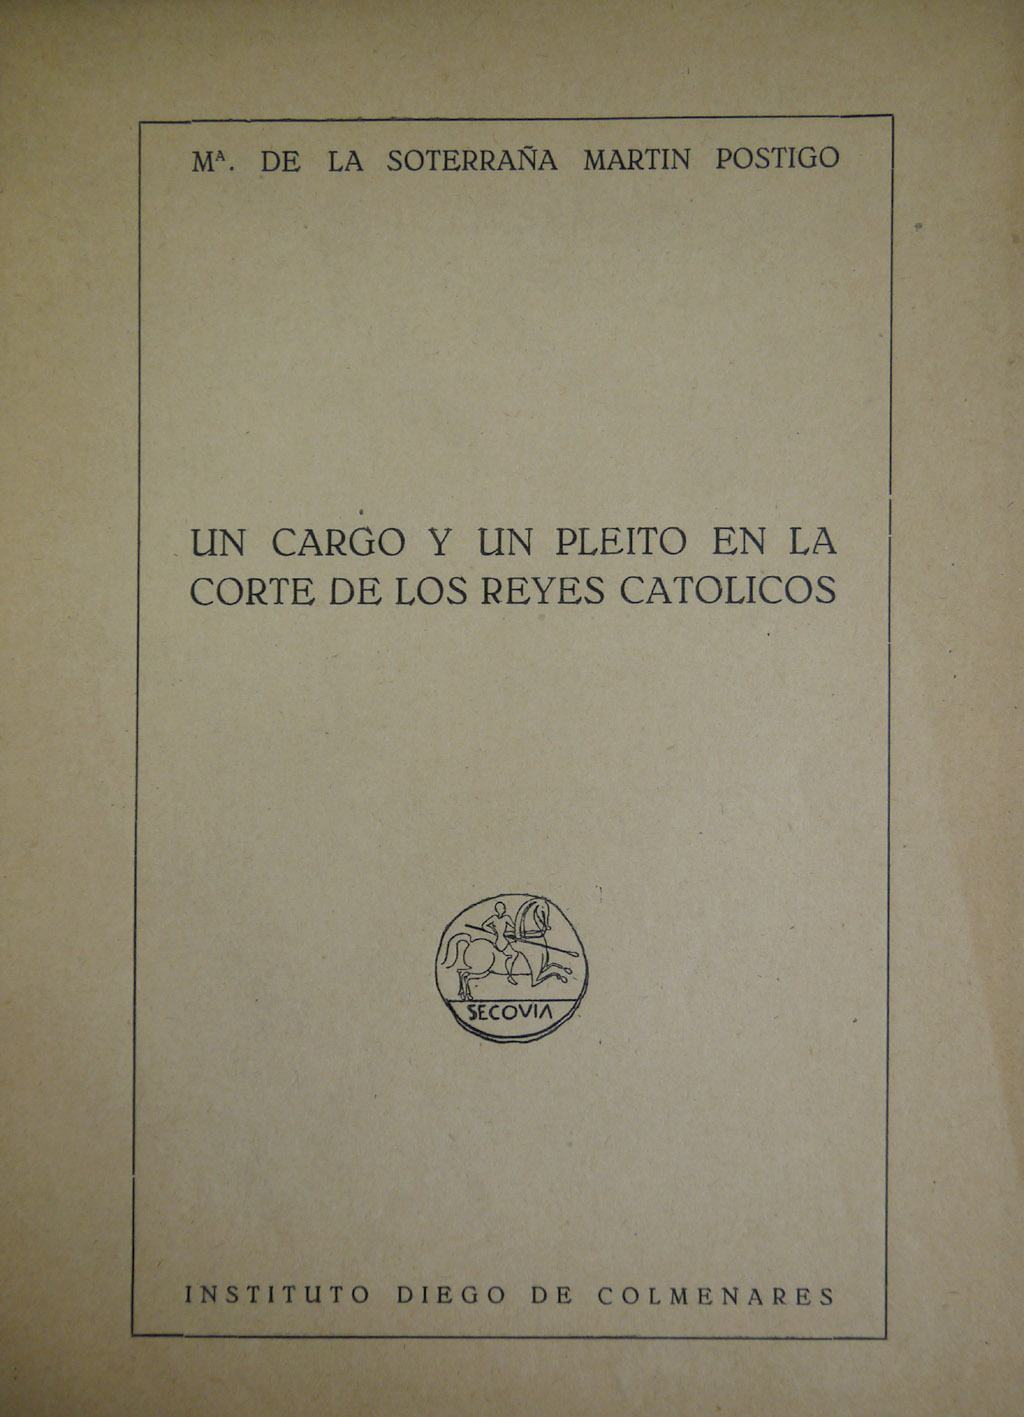 Mᴬ. DE LA SOTERRAÑA MARTIN POSTIGO
UN CARGO Y UN PLEITO EN LA
CORTE DE LOS REYES CATOLICOS
SECOVIA
INSTITUTO DIEGO DE COLMENARES